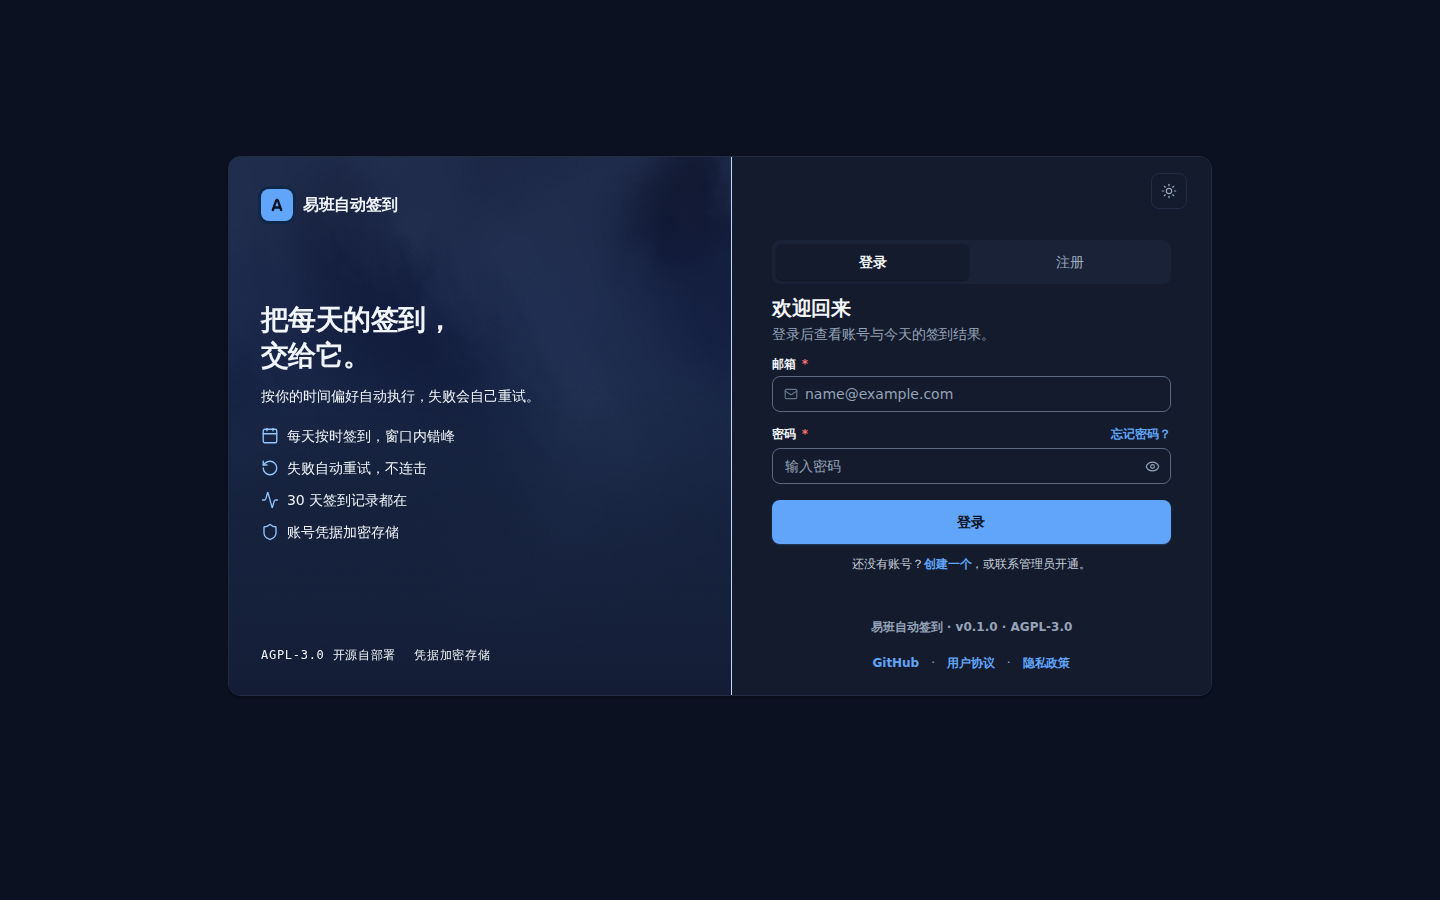 A 易班自动签到
把每天的签到，
交给它。
按你的时间偏好自动执行，失败会自己重试。
每天按时签到，窗口内错峰
失败自动重试，不连击
30 天签到记录都在
账号凭据加密存储
AGPL-3.0 开源自部署 凭据加密存储
登录 注册
欢迎回来
登录后查看账号与今天的签到结果。
邮箱 *
name@example.com
密码 * 忘记密码？
输入密码
登录
还没有账号？创建一个，或联系管理员开通。
易班自动签到 · v0.1.0 · AGPL-3.0
GitHub · 用户协议 · 隐私政策